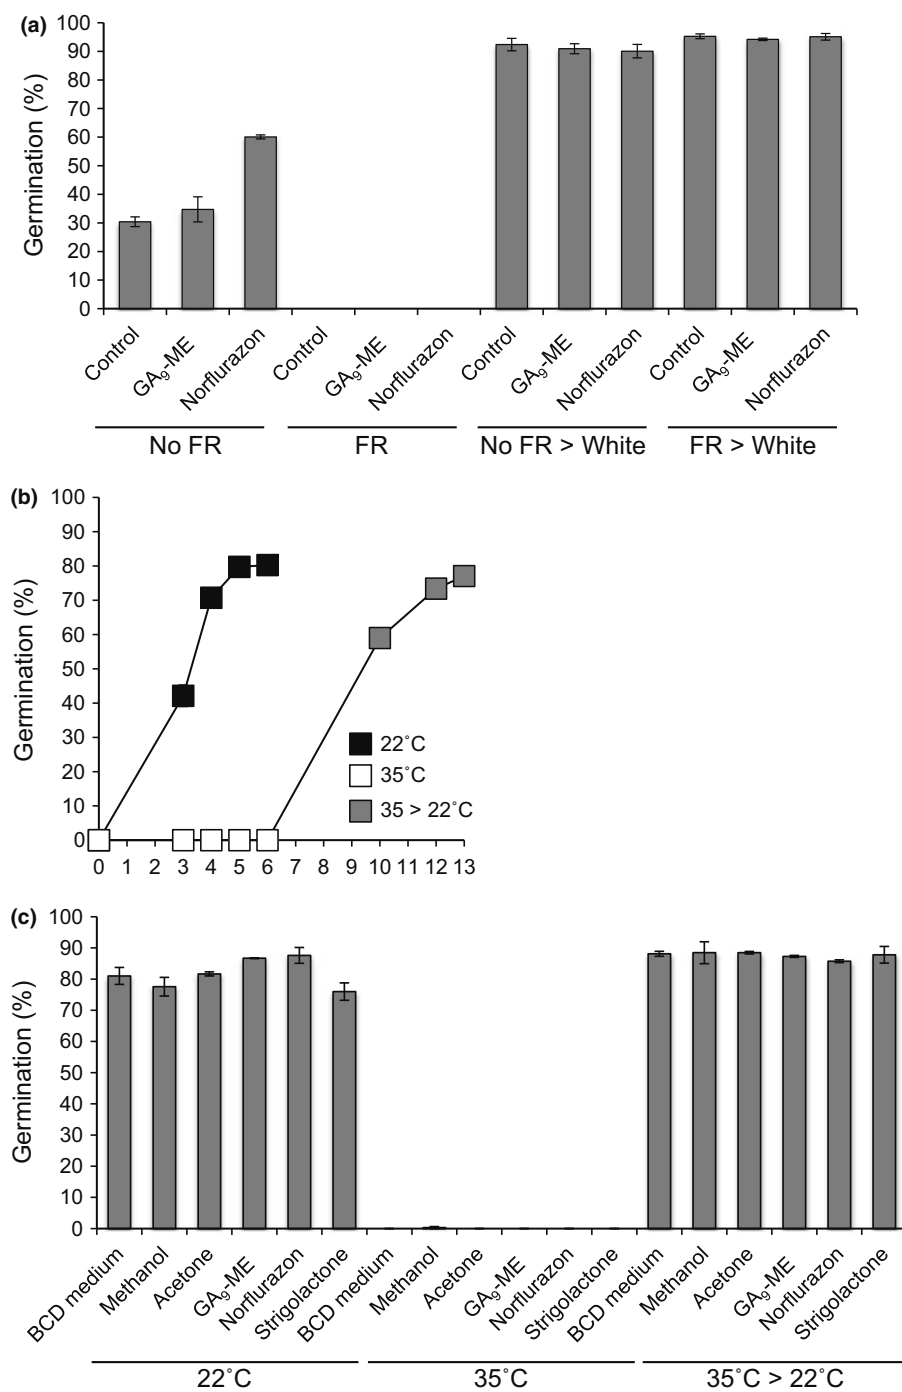 (a)
Germination (%)
100
90
80
70
60
50
40
30
20
10
0
Control
GA₉-ME
Norflurazon
Control
GA₉-ME
Norflurazon
Control
GA₉-ME
Norflurazon
Control
GA₉-ME
Norflurazon
No FR
FR
No FR > White
FR > White
(b)
Germination (%)
100
90
80
70
60
50
40
30
20
10
0
0 1 2 3 4 5 6 7 8 9 10 11 12 13
22˚C
35˚C
35 > 22˚C
(c)
Germination (%)
100
90
80
70
60
50
40
30
20
10
0
BCD medium
Methanol
Acetone
GA₉-ME
Norflurazon
Strigolactone
BCD medium
Methanol
Acetone
GA₉-ME
Norflurazon
Strigolactone
BCD medium
Methanol
Acetone
GA₉-ME
Norflurazon
Strigolactone
22˚C
35˚C
35˚C > 22˚C